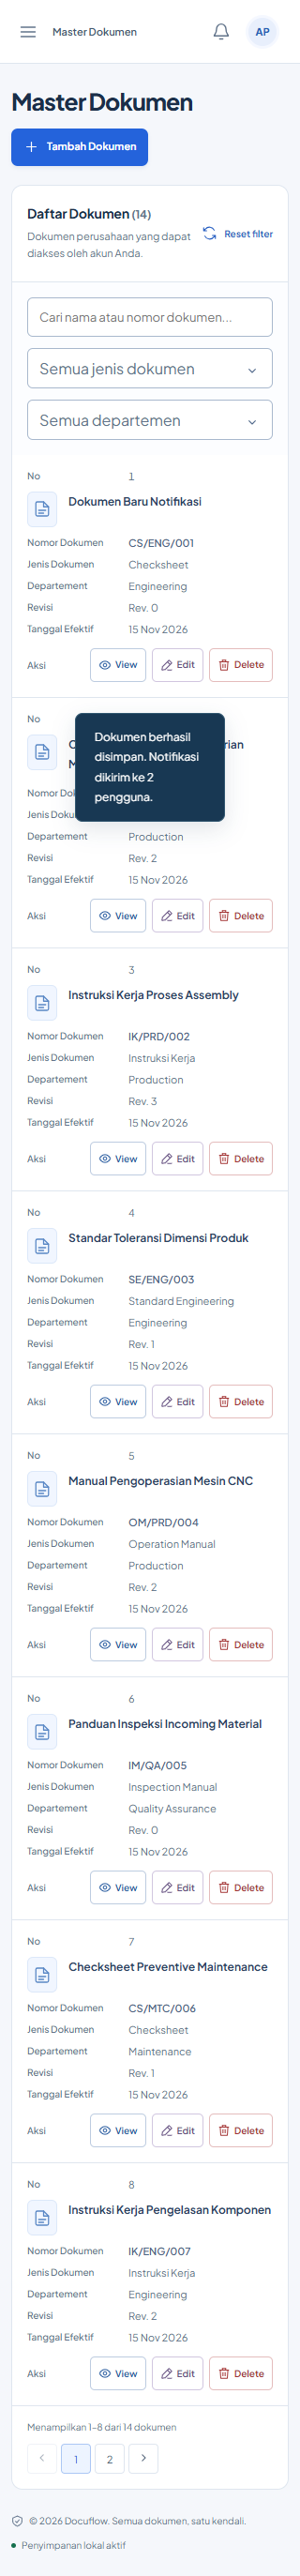 Master Dokumen
AP
Master Dokumen
Tambah Dokumen
Daftar Dokumen (14)
Dokumen perusahaan yang dapat
diakses oleh akun Anda.
Reset filter
Cari nama atau nomor dokumen...
Semua jenis dokumen
Semua departemen
No 1
Dokumen Baru Notifikasi
Nomor Dokumen CS/ENG/001
Jenis Dokumen Checksheet
Departement Engineering
Revisi Rev. 0
Tanggal Efektif 15 Nov 2026
Aksi View Edit Delete
No
Dokumen berhasil
disimpan. Notifikasi
dikirim ke 2
pengguna.
Nomor
Jenis
Departement Production
Revisi Rev. 2
Tanggal Efektif 15 Nov 2026
Aksi View Edit Delete
No 3
Instruksi Kerja Proses Assembly
Nomor Dokumen IK/PRD/002
Jenis Dokumen Instruksi Kerja
Departement Production
Revisi Rev. 3
Tanggal Efektif 15 Nov 2026
Aksi View Edit Delete
No 4
Standar Toleransi Dimensi Produk
Nomor Dokumen SE/ENG/003
Jenis Dokumen Standard Engineering
Departement Engineering
Revisi Rev. 1
Tanggal Efektif 15 Nov 2026
Aksi View Edit Delete
No 5
Manual Pengoperasian Mesin CNC
Nomor Dokumen OM/PRD/004
Jenis Dokumen Operation Manual
Departement Production
Revisi Rev. 2
Tanggal Efektif 15 Nov 2026
Aksi View Edit Delete
No 6
Panduan Inspeksi Incoming Material
Nomor Dokumen IM/QA/005
Jenis Dokumen Inspection Manual
Departement Quality Assurance
Revisi Rev. 0
Tanggal Efektif 15 Nov 2026
Aksi View Edit Delete
No 7
Checksheet Preventive Maintenance
Nomor Dokumen CS/MTC/006
Jenis Dokumen Checksheet
Departement Maintenance
Revisi Rev. 1
Tanggal Efektif 15 Nov 2026
Aksi View Edit Delete
No 8
Instruksi Kerja Pengelasan Komponen
Nomor Dokumen IK/ENG/007
Jenis Dokumen Instruksi Kerja
Departement Engineering
Revisi Rev. 2
Tanggal Efektif 15 Nov 2026
Aksi View Edit Delete
Menampilkan 1–8 dari 14 dokumen
1 2
© 2026 Docuflow. Semua dokumen, satu kendali.
Penyimpanan lokal aktif